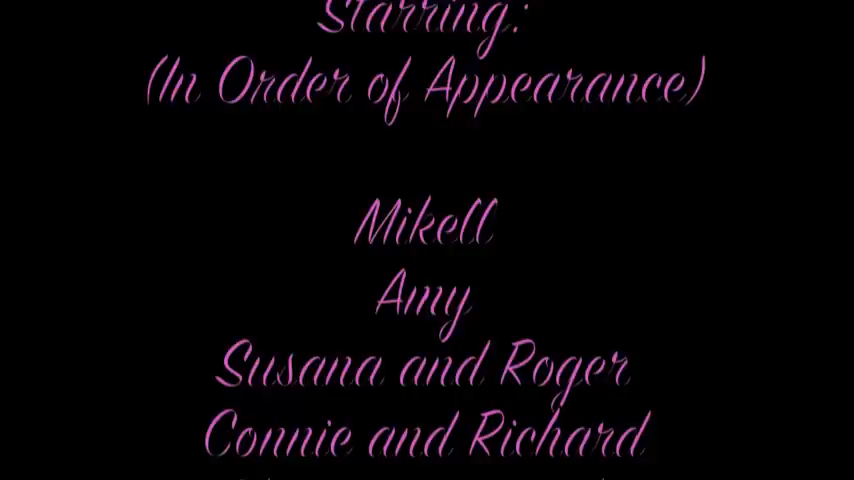 Starring:
(In Order of Appearance)
Mikell
Amy
Susana and Roger
Connie and Richard